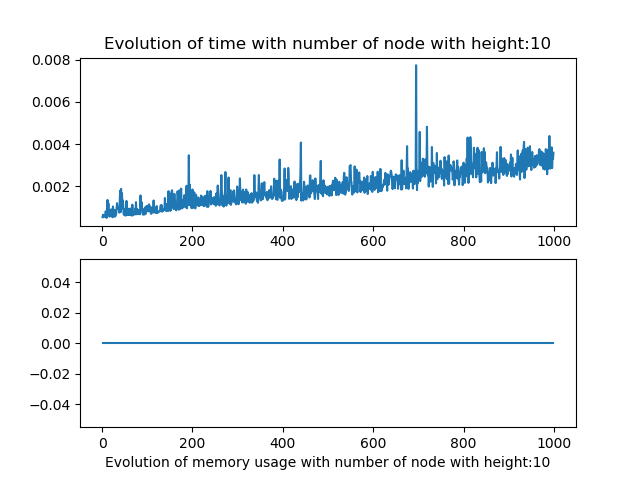 Evolution of time with number of node with height:10
0.008
0.006
0.004
0.002
0 200 400 600 800 1000
0.04
0.02
0.00
−0.02
−0.04
0 200 400 600 800 1000
Evolution of memory usage with number of node with height:10